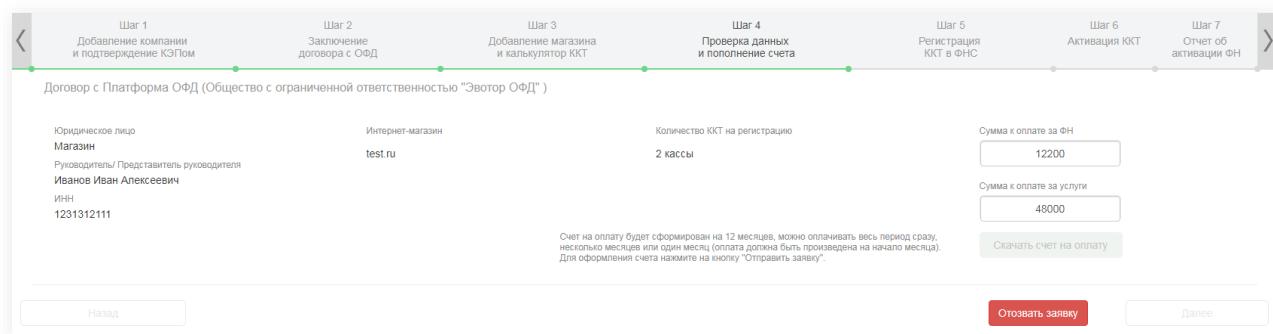 Шаг 1
Добавление компании
и подтверждение КЭПом
Шаг 2
Заключение
договора с ОФД
Шаг 3
Добавление магазина
и калькулятор ККТ
Шаг 4
Проверка данных
и пополнение счета
Шаг 5
Регистрация
ККТ в ФНС
Шаг 6
Активация ККТ
Шаг 7
Отчет об
активации ФН
Договор с Платформа ОФД (Общество с ограниченной ответственностью "Эвотор ОФД" )
Юридическое лицо
Магазин
Руководитель/ Представитель руководителя
Иванов Иван Алексеевич
ИНН
1231312111
Интернет-магазин
test.ru
Количество ККТ на регистрацию
2 кассы
Сумма к оплате за ФН
12200
Сумма к оплате за услуги
48000
Счет на оплату будет сформирован на 12 месяцев, можно оплачивать весь период сразу,
несколько месяцев или один месяц (оплата должна быть произведена на начало месяца).
Для оформления счета нажмите на кнопку "Отправить заявку".
Скачать счет на оплату
Назад
Отозвать заявку
Далее